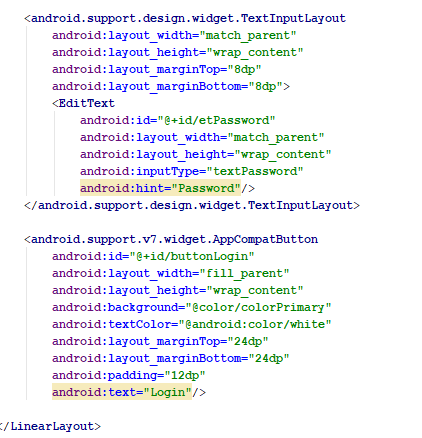 <android.support.design.widget.TextInputLayout
android:layout_width="match_parent"
android:layout_height="wrap_content"
android:layout_marginTop="8dp"
android:layout_marginBottom="8dp">
<EditText
android:id="@+id/etPassword"
android:layout_width="match_parent"
android:layout_height="wrap_content"
android:inputType="textPassword"
android:hint="Password"/>
</android.support.design.widget.TextInputLayout>
<android.support.v7.widget.AppCompatButton
android:id="@+id/buttonLogin"
android:layout_width="fill_parent"
android:layout_height="wrap_content"
android:background="@color/colorPrimary"
android:textColor="@android:color/white"
android:layout_marginTop="24dp"
android:layout_marginBottom="24dp"
android:padding="12dp"
android:text="Login"/>
</LinearLayout>